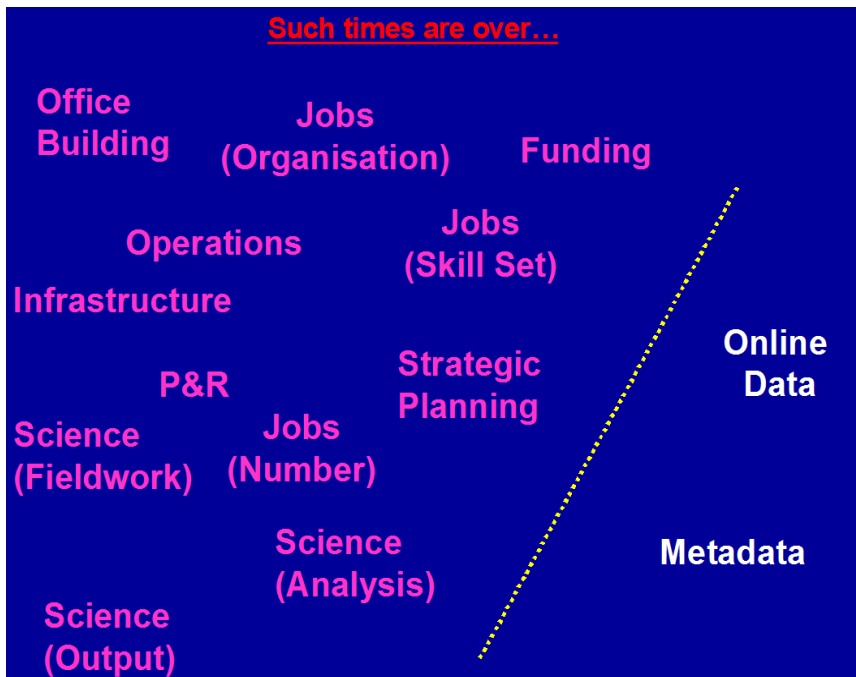 Such times are over…
Office
Building
Jobs
(Organisation)
Funding
Operations
Jobs
(Skill Set)
Infrastructure
Online
Data
P&R
Strategic
Planning
Science
(Fieldwork)
Jobs
(Number)
Science
(Analysis)
Metadata
Science
(Output)